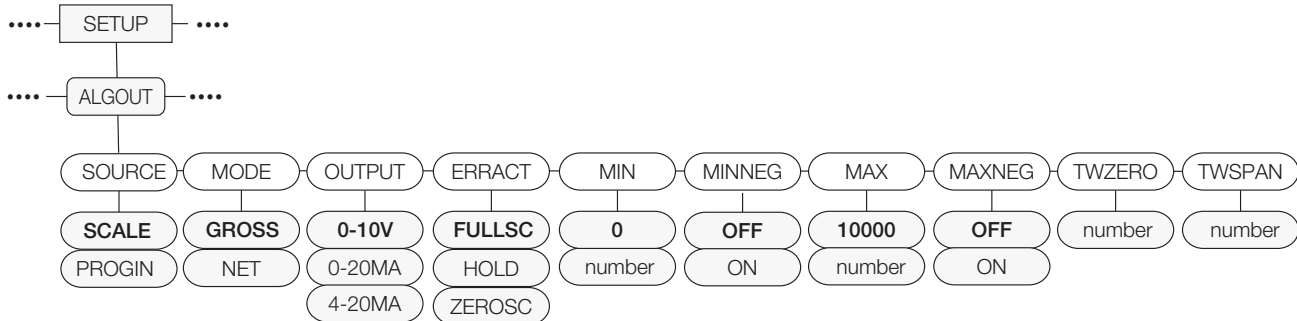 •••• SETUP ••••
•••• ALGOUT ••••
SOURCE MODE OUTPUT ERRACT MIN MINNEG MAX MAXNEG TWZERO TWSPAN
SCALE GROSS 0-10V FULLSC 0 OFF 10000 OFF number number
PROGIN NET 0-20MA HOLD number ON number ON
4-20MA ZEROSC